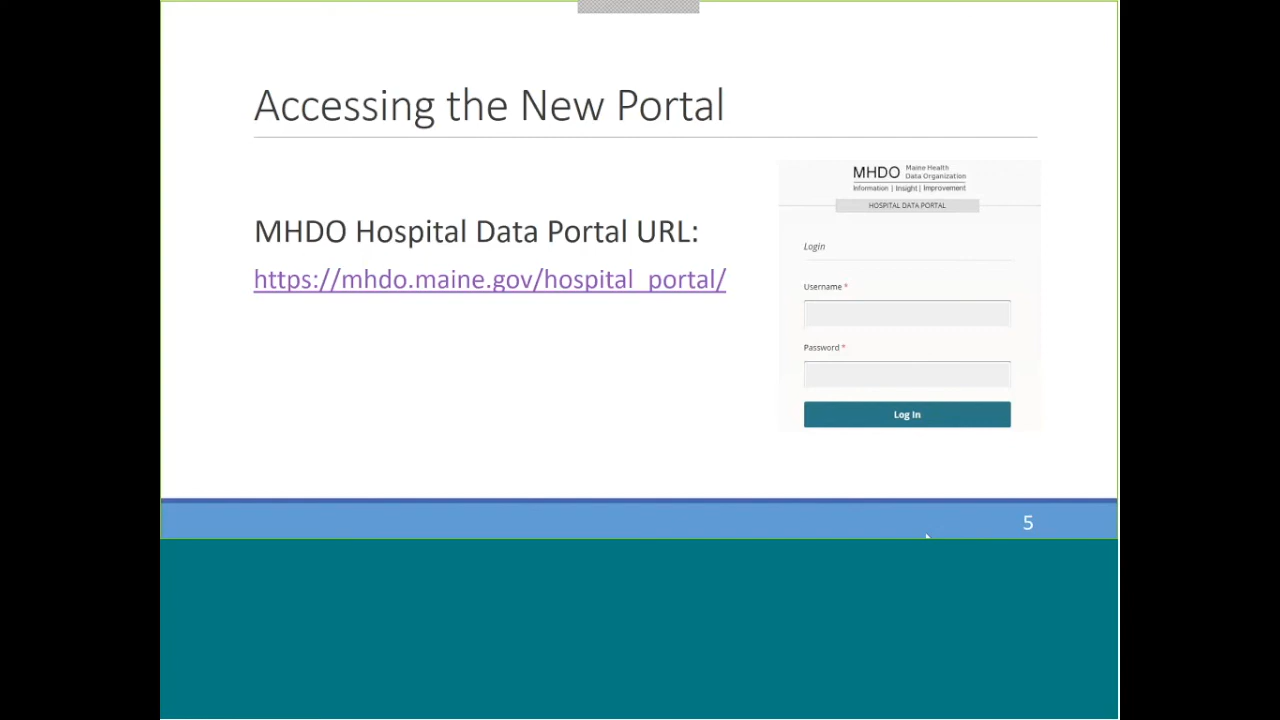 Accessing the New Portal
MHDO Hospital Data Portal URL:
https://mhdo.maine.gov/hospital_portal/
MHDO Maine Health
Data Organization
Information | Insight | Improvement
HOSPITAL DATA PORTAL
Login
Username *
Password *
Log In
5